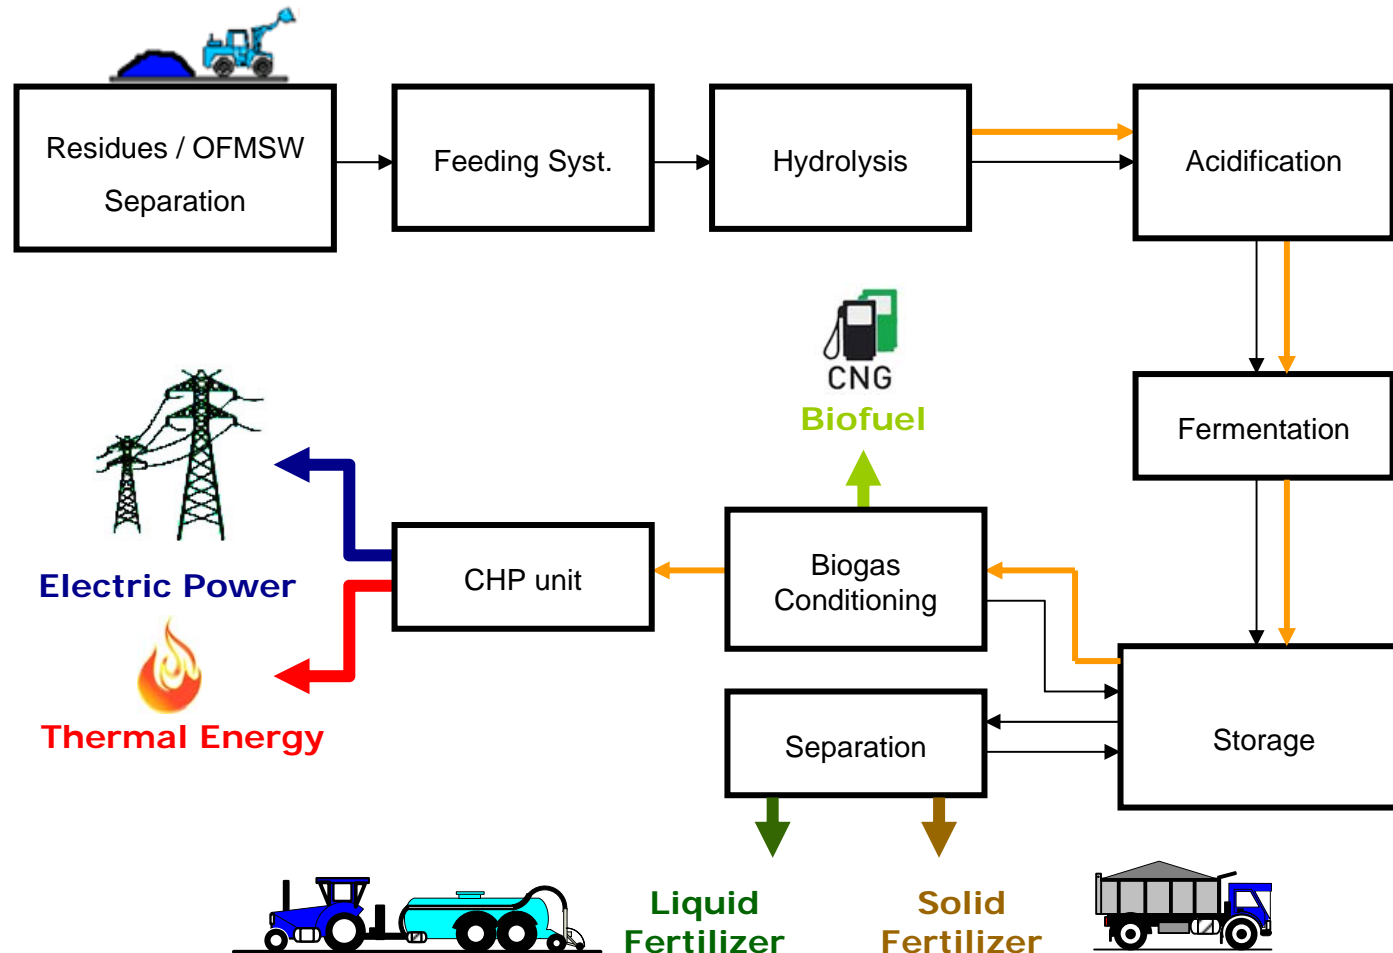 Residues / OFMSW
Separation
Feeding Syst.
Hydrolysis
Acidification
CNG
Biofuel
Fermentation
Electric Power
CHP unit
Biogas
Conditioning
Thermal Energy
Separation
Storage
Liquid
Fertilizer
Solid
Fertilizer